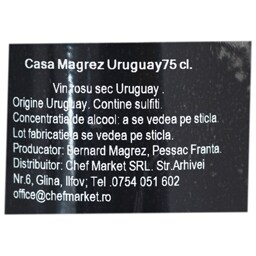 Casa Magrez Uruguay75 cl.
Vin rosu sec Uruguay .
Origine Uruguay. Contine sulfiti.
Concentratia de alcool: a se vedea pe sticla.
Lot fabricatie a se vedea pe sticla.
Producator: Bernard Magrez, Pessac Franta.
Distribuitor: Chef Market SRL. Str.Arhivei
Nr.6, Glina, Ilfov; Tel .0754 051 602
office@chefmarket.ro